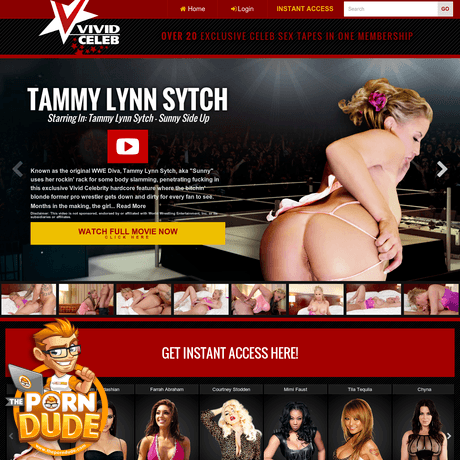 Home
Login
INSTANT ACCESS
Search
GO
VIVID
CELEB
OVER 20 EXCLUSIVE CELEB SEX TAPES IN ONE MEMBERSHIP
TAMMY LYNN SYTCH
Starring In: Tammy Lynn Sytch - Sunny Side Up
Known as the original WWE Diva, Tammy Lynn Sytch, aka "Sunny"
uses her rockin' rack for some body slamming, penetrating fucking in
this exclusive Vivid Celebrity hardcore feature where the bitchin'
blonde former pro wrestler gets down and dirty for every fan to see.
Months in the making, the girl... Read More
Disclaimer: This video is not sponsored, endorsed by or affiliated with World Wrestling Entertainment, Inc. or its
subsidiaries or affiliates
WATCH FULL MOVIE NOW
CLICK HERE
GET INSTANT ACCESS HERE!
dashian
Farrah Abraham
Courtney Stodden
Mimi Faust
Tila Tequila
Chyna
THE
PORN
DUDE